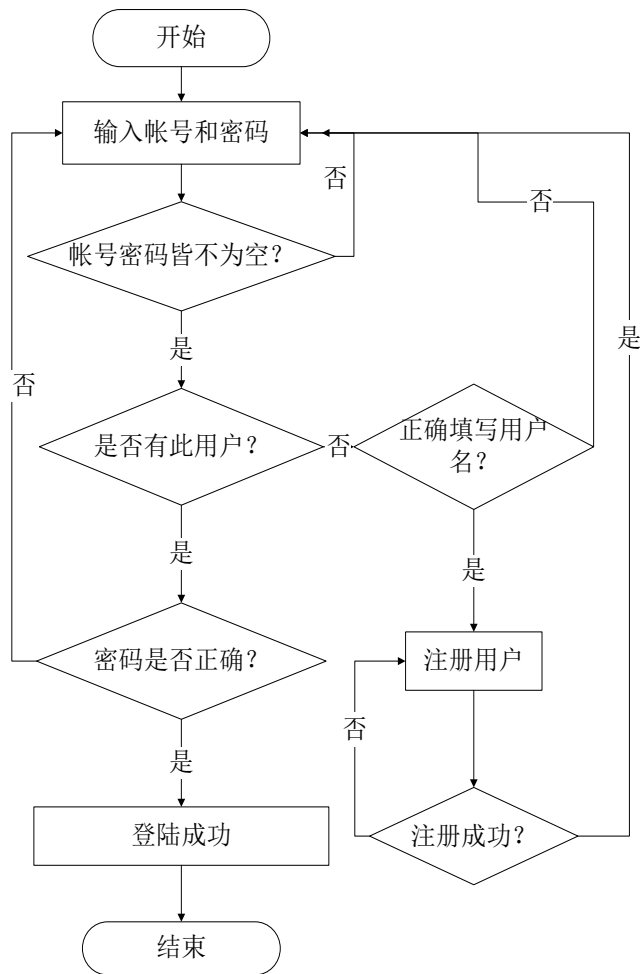 开始
输入帐号和密码
否
否
帐号密码皆不为空？
是
是
否
是否有此用户？
否
正确填写用户
名？
是
是
密码是否正确？
注册用户
否
是
登陆成功
注册成功？
结束